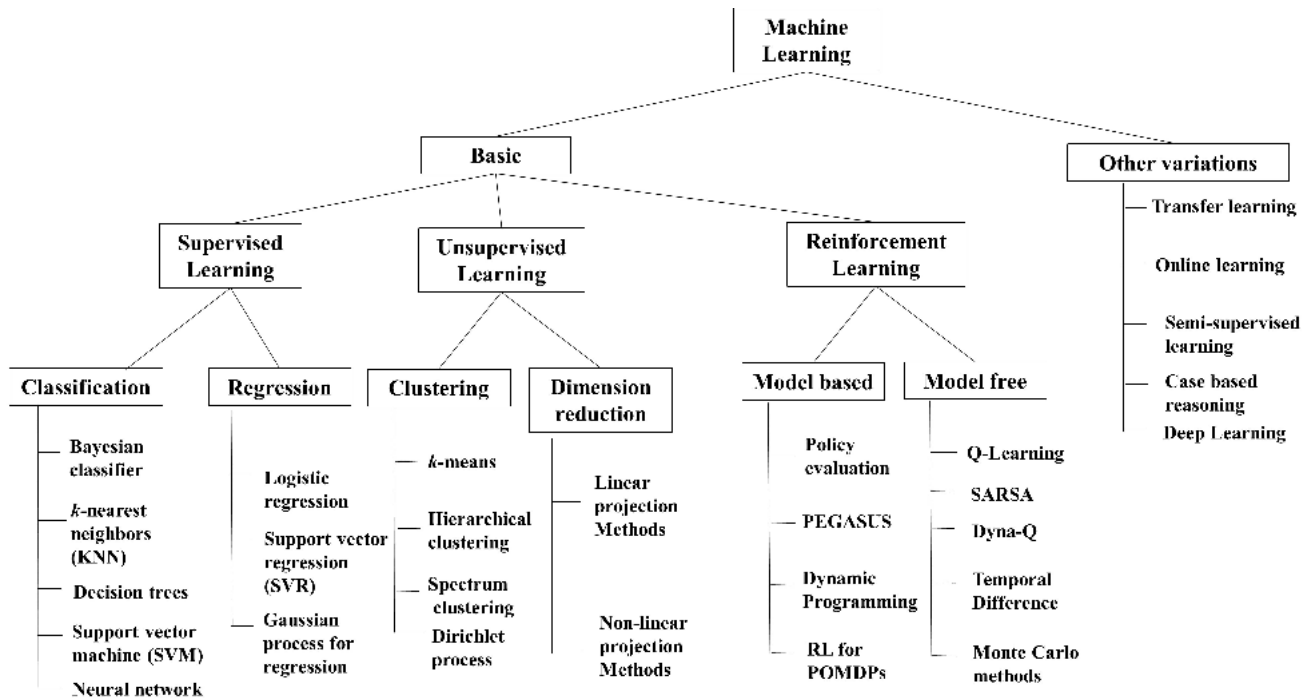 Machine
Learning
Basic
Other variations
Transfer learning
Online learning
Semi-supervised
learning
Case based
reasoning
Deep Learning
Supervised
Learning
Unsupervised
Learning
Reinforcement
Learning
Classification
Bayesian
classifier
k-nearest
neighbors
(KNN)
Decision trees
Support vector
machine (SVM)
Neural network
Regression
Logistic
regression
Support vector
regression
(SVR)
Gaussian
process for
regression
Clustering
k-means
Hierarchical
clustering
Spectrum
clustering
Dirichlet
process
Dimension
reduction
Linear
projection
Methods
Non-linear
projection
Methods
Model based
Policy
evaluation
PEGASUS
Dynamic
Programming
RL for
POMDPs
Model free
Q-Learning
SARSA
Dyna-Q
Temporal
Difference
Monte Carlo
methods